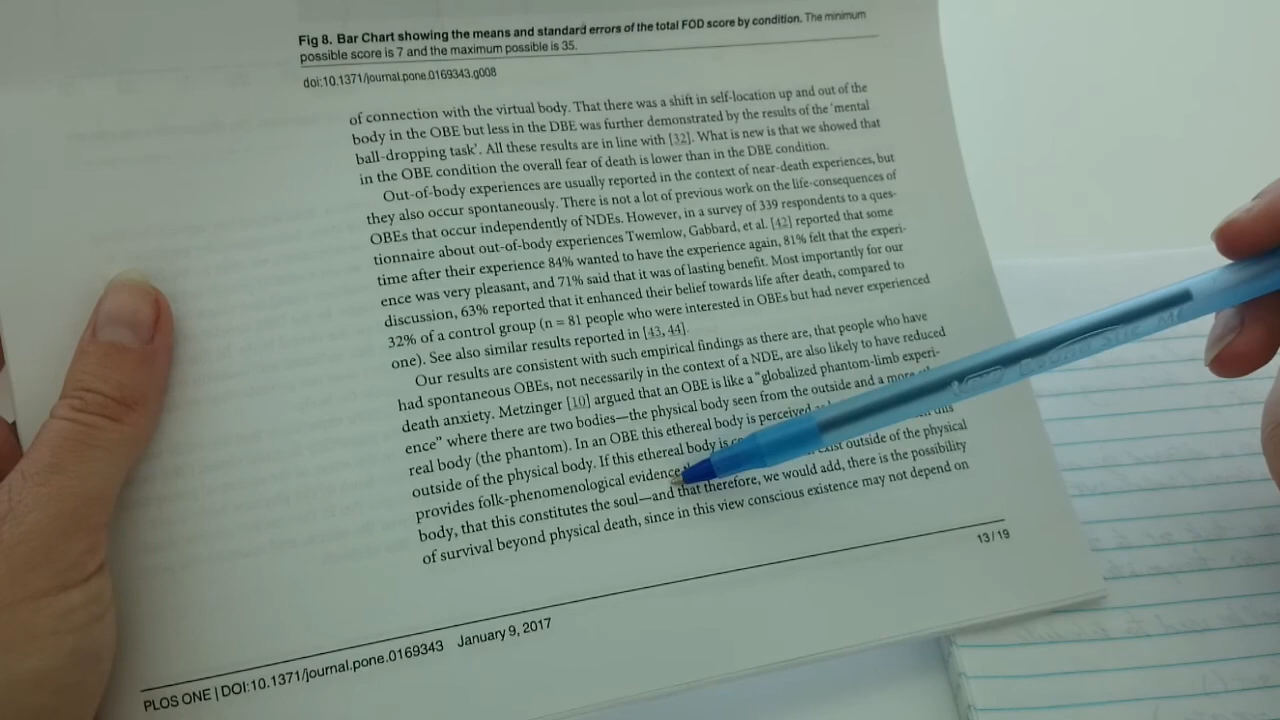 Fig 8. Bar Chart showing the means and standard errors of the total FOD score by condition. The minimum
possible score is 7 and the maximum possible is 35.
doi:10.1371/journal.pone.0169343.g008
of connection with the virtual body. That there was a shift in self-location up and out of the
body in the OBE but less in the DBE was further demonstrated by the results of the 'mental
ball-dropping task'. All these results are in line with [32]. What is new is that we showed that
in the OBE condition the overall fear of death is lower than in the DBE condition.
Out-of-body experiences are usually reported in the context of near-death experiences, but
they also occur spontaneously. There is not a lot of previous work on the life-consequences of
OBEs that occur independently of NDEs. However, in a survey of 339 respondents to a ques-
tionnaire about out-of-body experiences Twemlow, Gabbard, et al. [42] reported that some
time after their experience 84% wanted to have the experience again, 81% felt that the experi-
ence was very pleasant, and 71% said that it was of lasting benefit. Most importantly for our
discussion, 63% reported that it enhanced their belief towards life after death, compared to
32% of a control group (n = 81 people who were interested in OBEs but had never experienced
one). See also similar results reported in [43, 44].
Our results are consistent with such empirical findings as there are, that people who have
had spontaneous OBEs, not necessarily in the context of a NDE, are also likely to have reduced
death anxiety. Metzinger [10] argued that an OBE is like a "globalized phantom-limb experi-
ence" where there are two bodies—the physical body seen from the outside and a more
real body (the phantom). In an OBE this ethereal body is perceived
outside of the physical body. If this ethereal body is this
provides folk-phenomenological evidence exist outside of the physical
body, that this constitutes the soul—and that therefore, we would add, there is the possibility
of survival beyond physical death, since in this view conscious existence may not depend on
13/19
PLOS ONE | DOI:10.1371/journal.pone.0169343 January 9, 2017